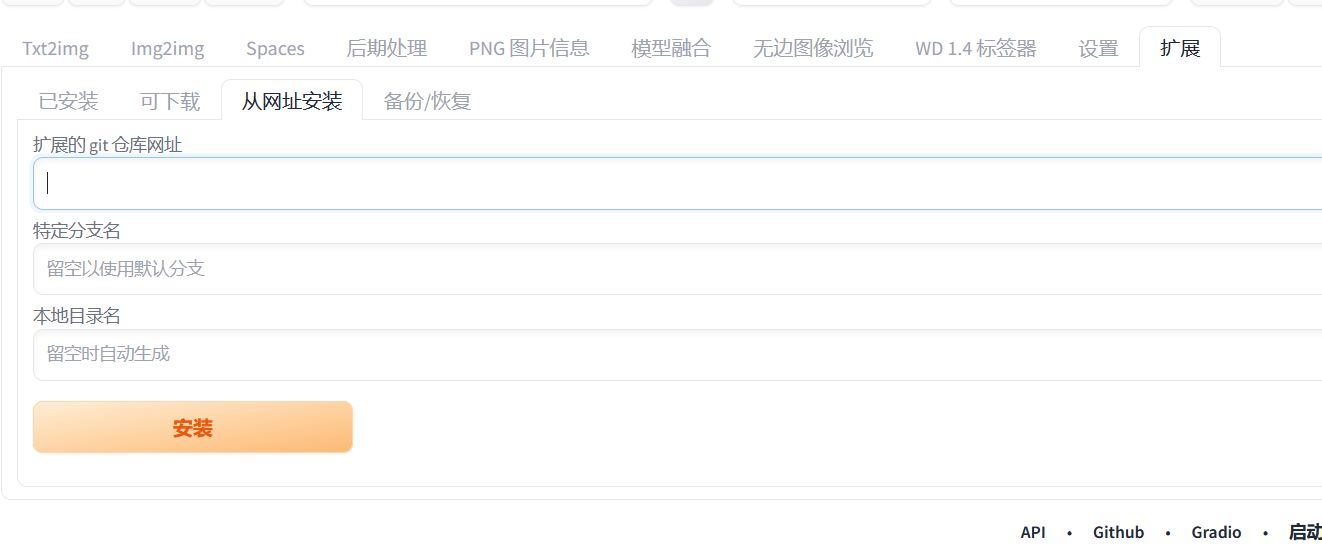 Txt2img Img2img Spaces 后期处理 PNG 图片信息 模型融合 无边图像浏览 WD 1.4 标签器 设置 扩展
已安装 可下载 从网址安装 备份/恢复
扩展的 git 仓库网址
特定分支名
留空以使用默认分支
本地目录名
留空时自动生成
安装
API • Github • Gradio • 启动